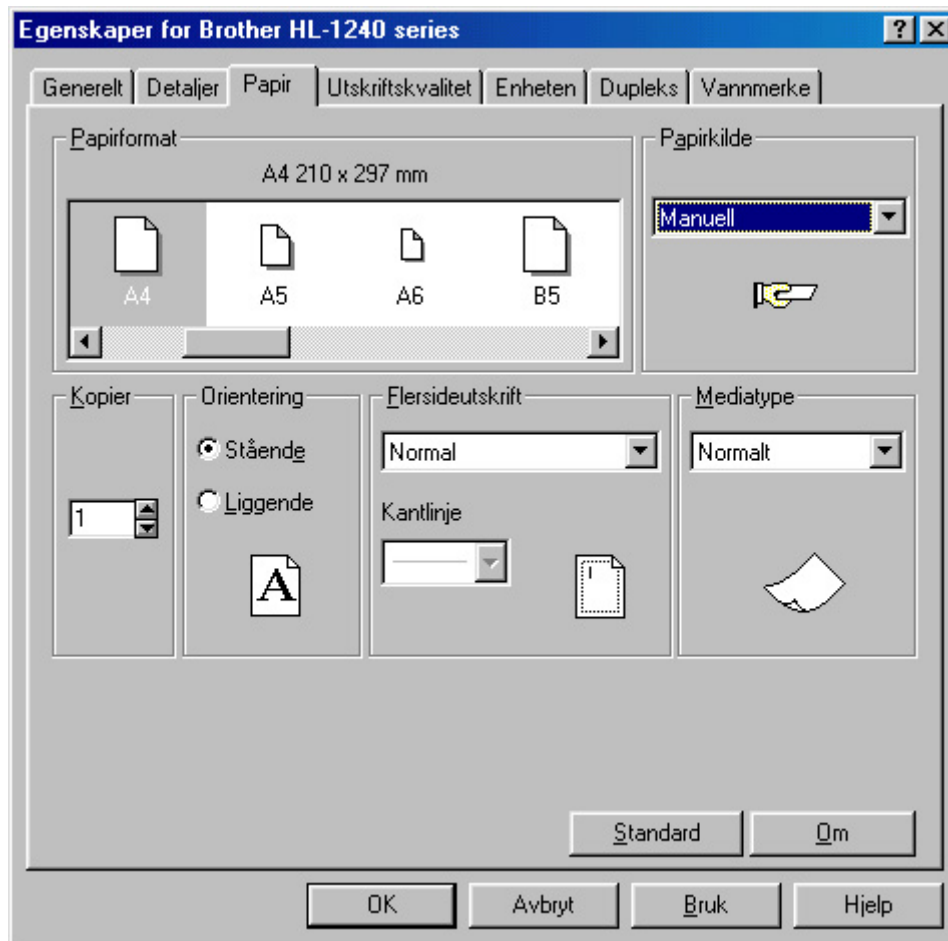 Egenskaper for Brother HL-1240 series
Generelt Detaljer Papir Utskriftskvalitet Enheten Dupleks Vannmerke
Papirformat
A4 210 x 297 mm
A4 A5 A6 B5
Papirkilde
Manuell
Kopier
1
Orientering
Stående
Liggende
A
Flersideutskrift
Normal
Kantlinje
1
Mediatype
Normalt
Standard Om
OK Avbryt Bruk Hjelp